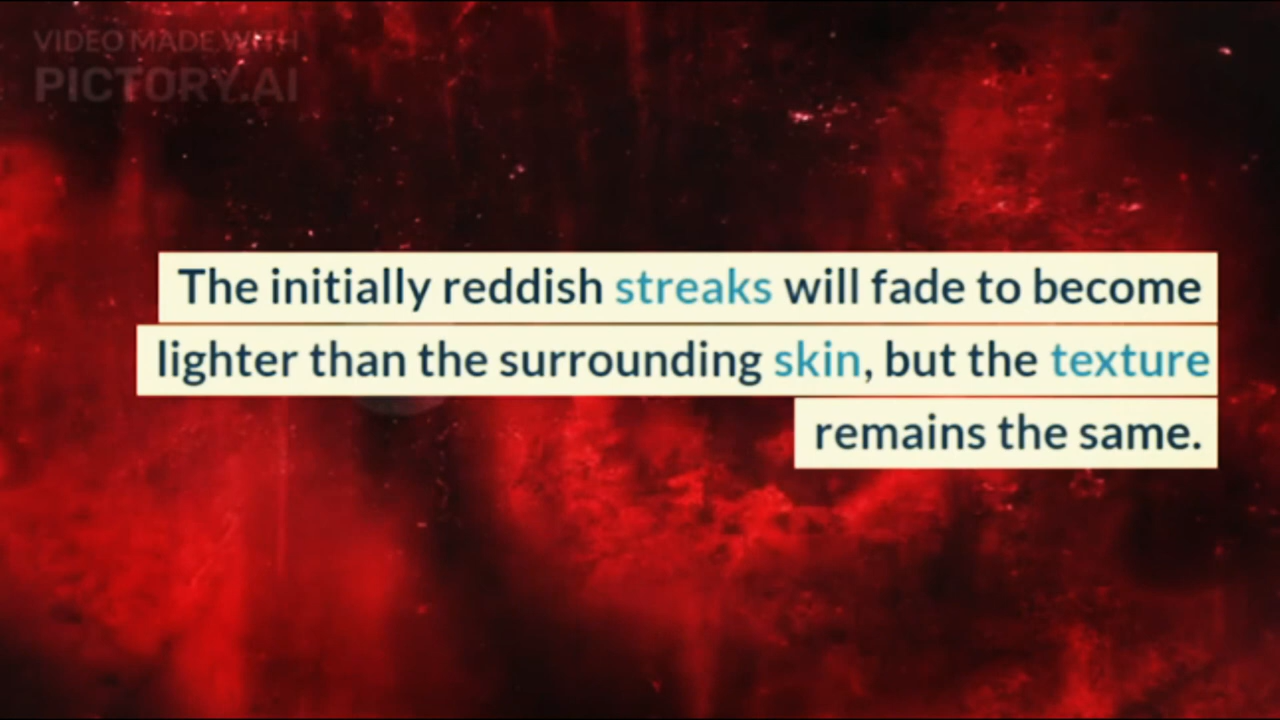 VIDEO MADE WITH
PICTORY.AI
The initially reddish streaks will fade to become
lighter than the surrounding skin, but the texture
remains the same.